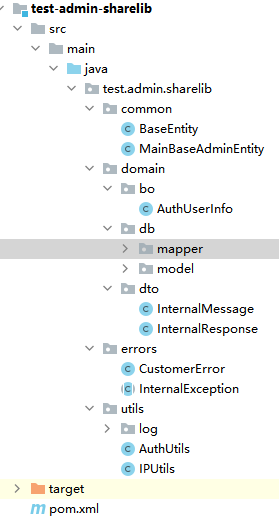 test-admin-sharelib
src
main
java
test.admin.sharelib
common
BaseEntity
MainBaseAdminEntity
domain
bo
AuthUserInfo
db
mapper
model
dto
InternalMessage
InternalResponse
errors
CustomerError
InternalException
utils
log
AuthUtils
IPUtils
target
pom.xml